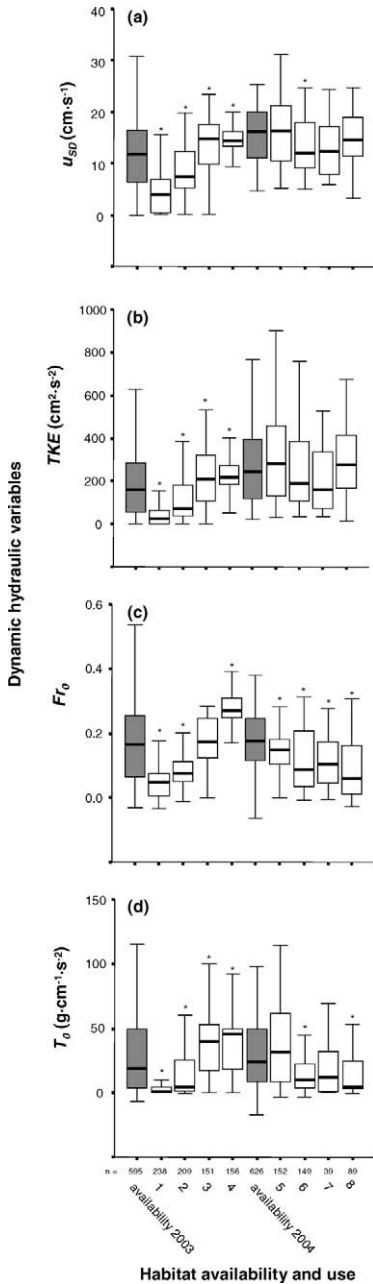 Dynamic hydraulic variables
(a)
u_SD (cm·s⁻¹)
40
30
20
10
0
* * * * *
(b)
TKE (cm²·s⁻²)
1000
800
600
400
200
0
* * * *
(c)
Fr₀
0.6
0.4
0.2
0.0
* * * * * * *
(d)
T₀ (g·cm⁻¹·s⁻²)
150
100
50
0
* * * * * *
n = 595 238 209 151 156 626 152 149 39 89
availability 2003 1 2 3 4 availability 2004 5 6 7 8
Habitat availability and use